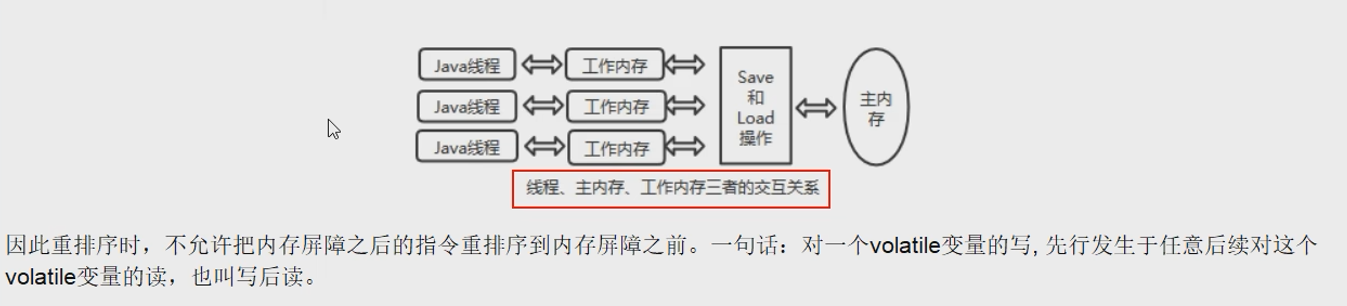 Java线程
工作内存
Save
和
Load
操作
主内
存
Java线程
工作内存
Java线程
工作内存
线程、主内存、工作内存三者的交互关系
因此重排序时，不允许把内存屏障之后的指令重排序到内存屏障之前。一句话：对一个volatile变量的写, 先行发生于任意后续对这个
volatile变量的读，也叫写后读。